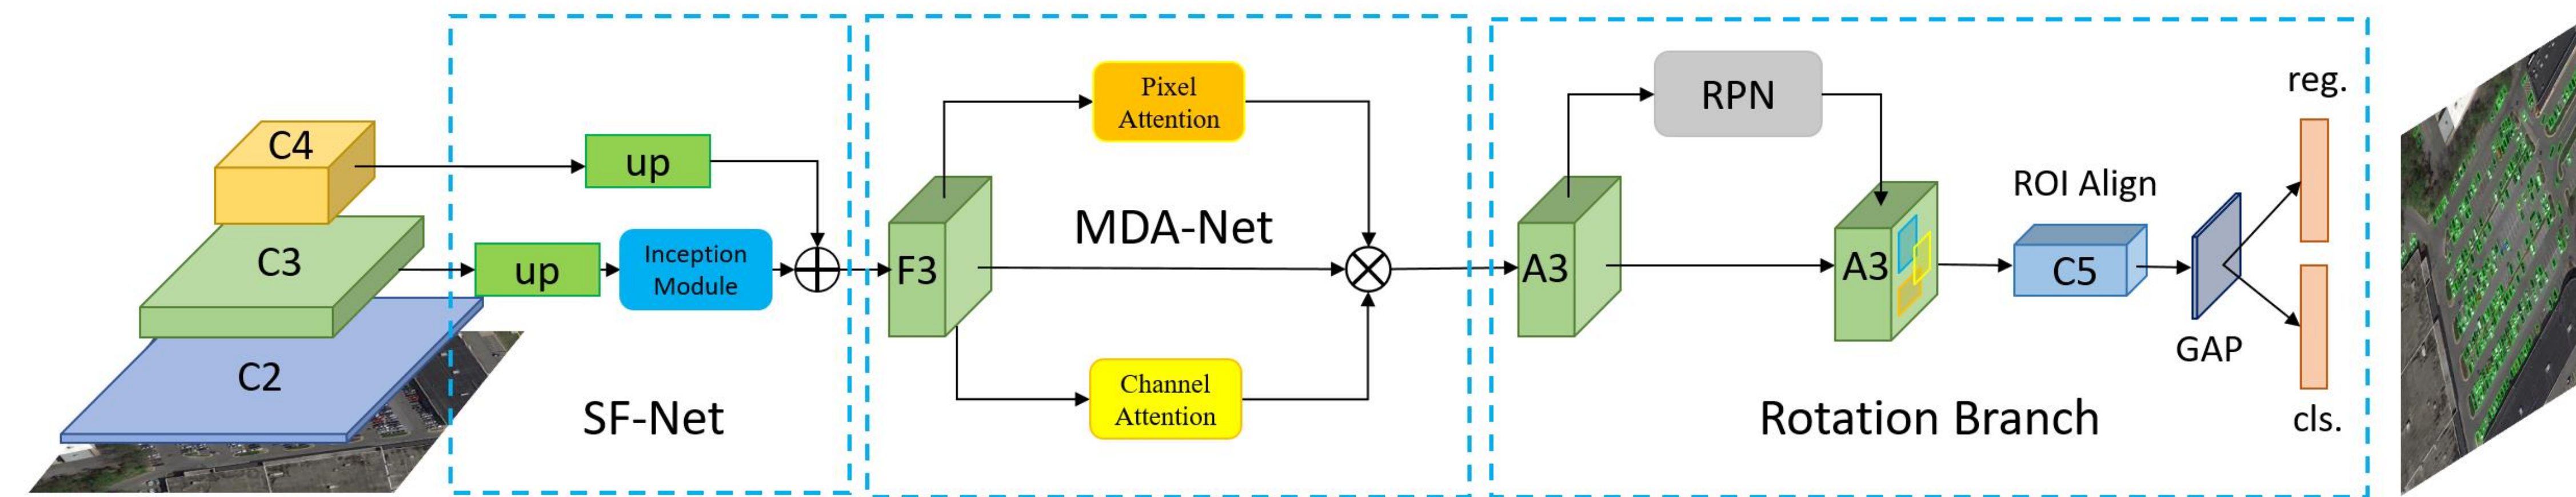 C4
C3
C2
up
up
Inception
Module
SF-Net
F3
Pixel
Attention
MDA-Net
Channel
Attention
A3
RPN
A3
ROI Align
C5
GAP
reg.
cls.
Rotation Branch